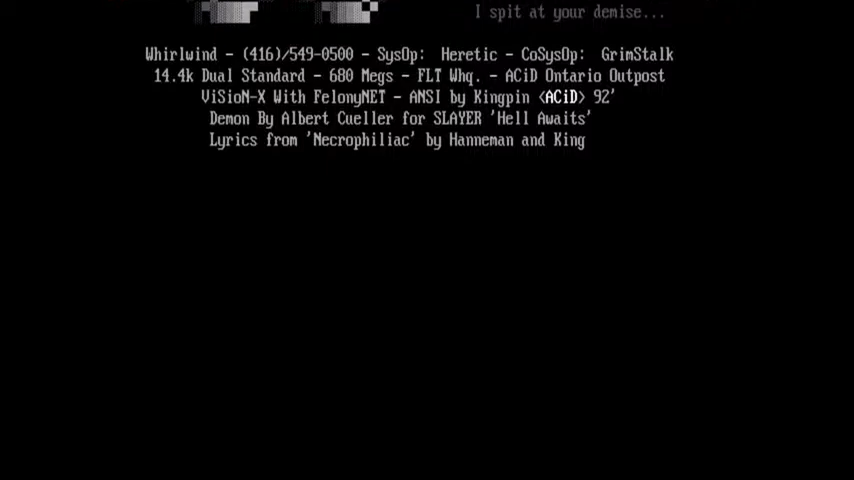 I spit at your demise...
Whirlwind - (416)/549-0500 - SysOp: Heretic - CoSysOp: GrimStalk
14.4k Dual Standard - 680 Megs - FLT Whq. - ACiD Ontario Outpost
ViSioN-X With FelonyNET - ANSI by Kingpin <ACiD> 92'
Demon By Albert Cueller for SLAYER 'Hell Awaits'
Lyrics from 'Necrophiliac' by Hanneman and King